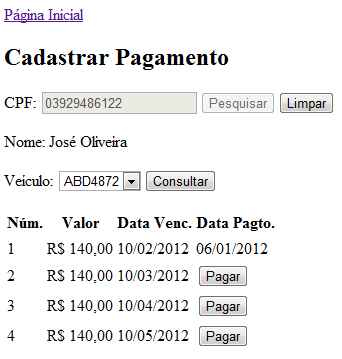 Página Inicial
Cadastrar Pagamento
CPF: 03929486122 Pesquisar Limpar
Nome: José Oliveira
Veículo: ABD4872 Consultar
Núm. Valor Data Venc. Data Pagto.
1 R$ 140,00 10/02/2012 06/01/2012
2 R$ 140,00 10/03/2012 Pagar
3 R$ 140,00 10/04/2012 Pagar
4 R$ 140,00 10/05/2012 Pagar